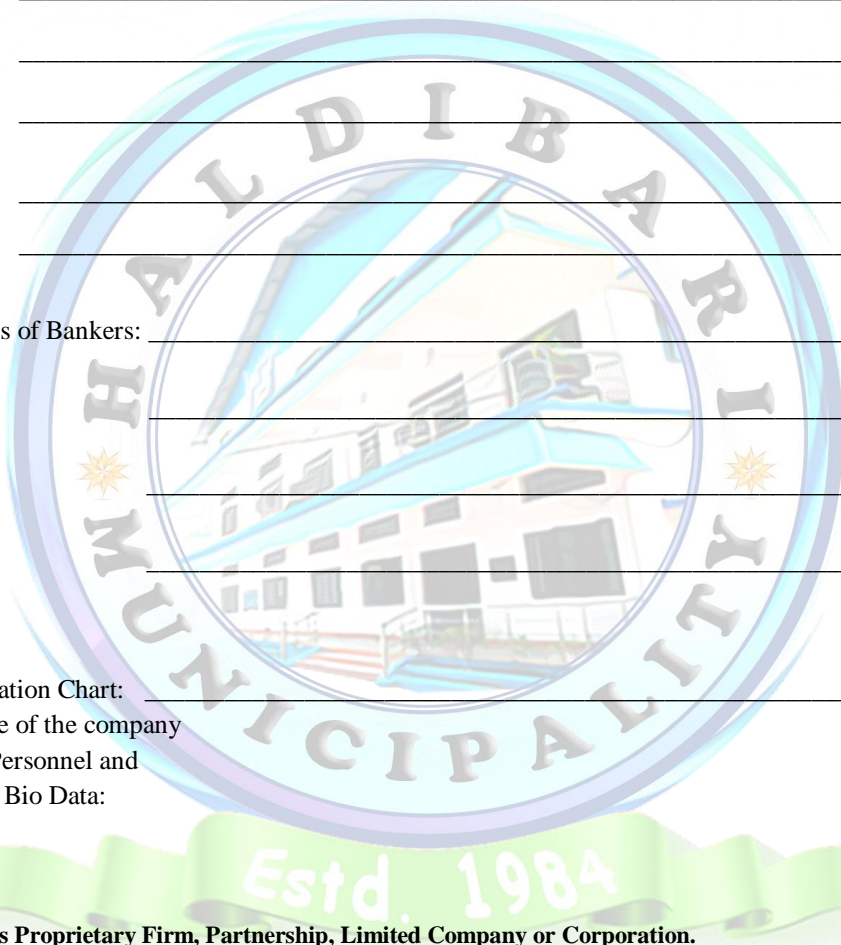 HALDIBARI
s of Bankers:
MUNICIPALITY
ation Chart:
e of the company
Personnel and
Bio Data:
Estd. 1984
s Proprietary Firm, Partnership, Limited Company or Corporation.